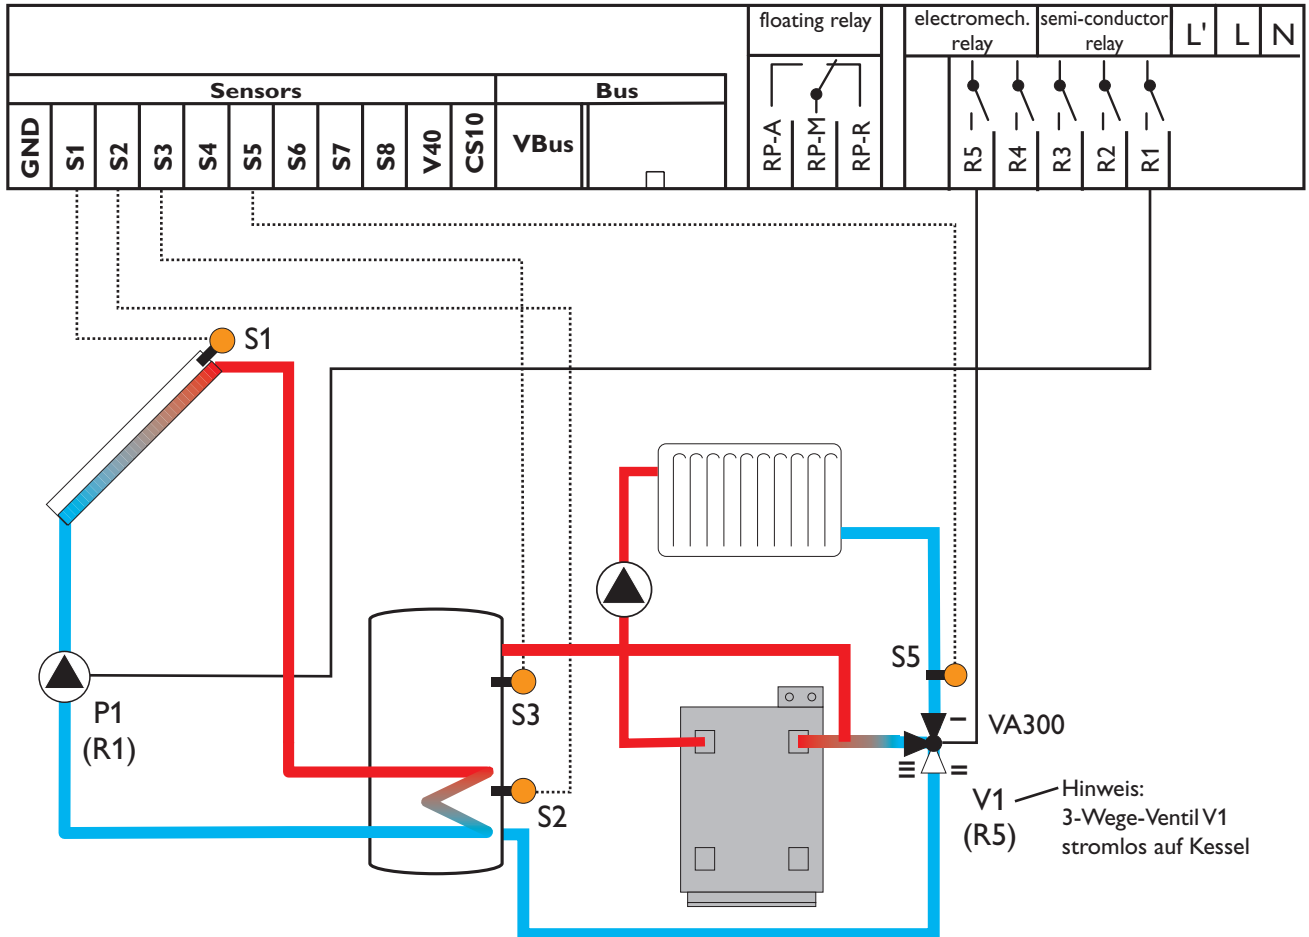 floating relay
electromech. relay
semi-conductor relay
L'
L
N
Sensors
Bus
GND
S1
S2
S3
S4
S5
S6
S7
S8
V40
CS10
VBus
RP-A
RP-M
RP-R
R5
R4
R3
R2
R1
S1
S5
S3
P1
(R1)
S2
VA300
V1
(R5)
Hinweis:
3-Wege-Ventil V1
stromlos auf Kessel